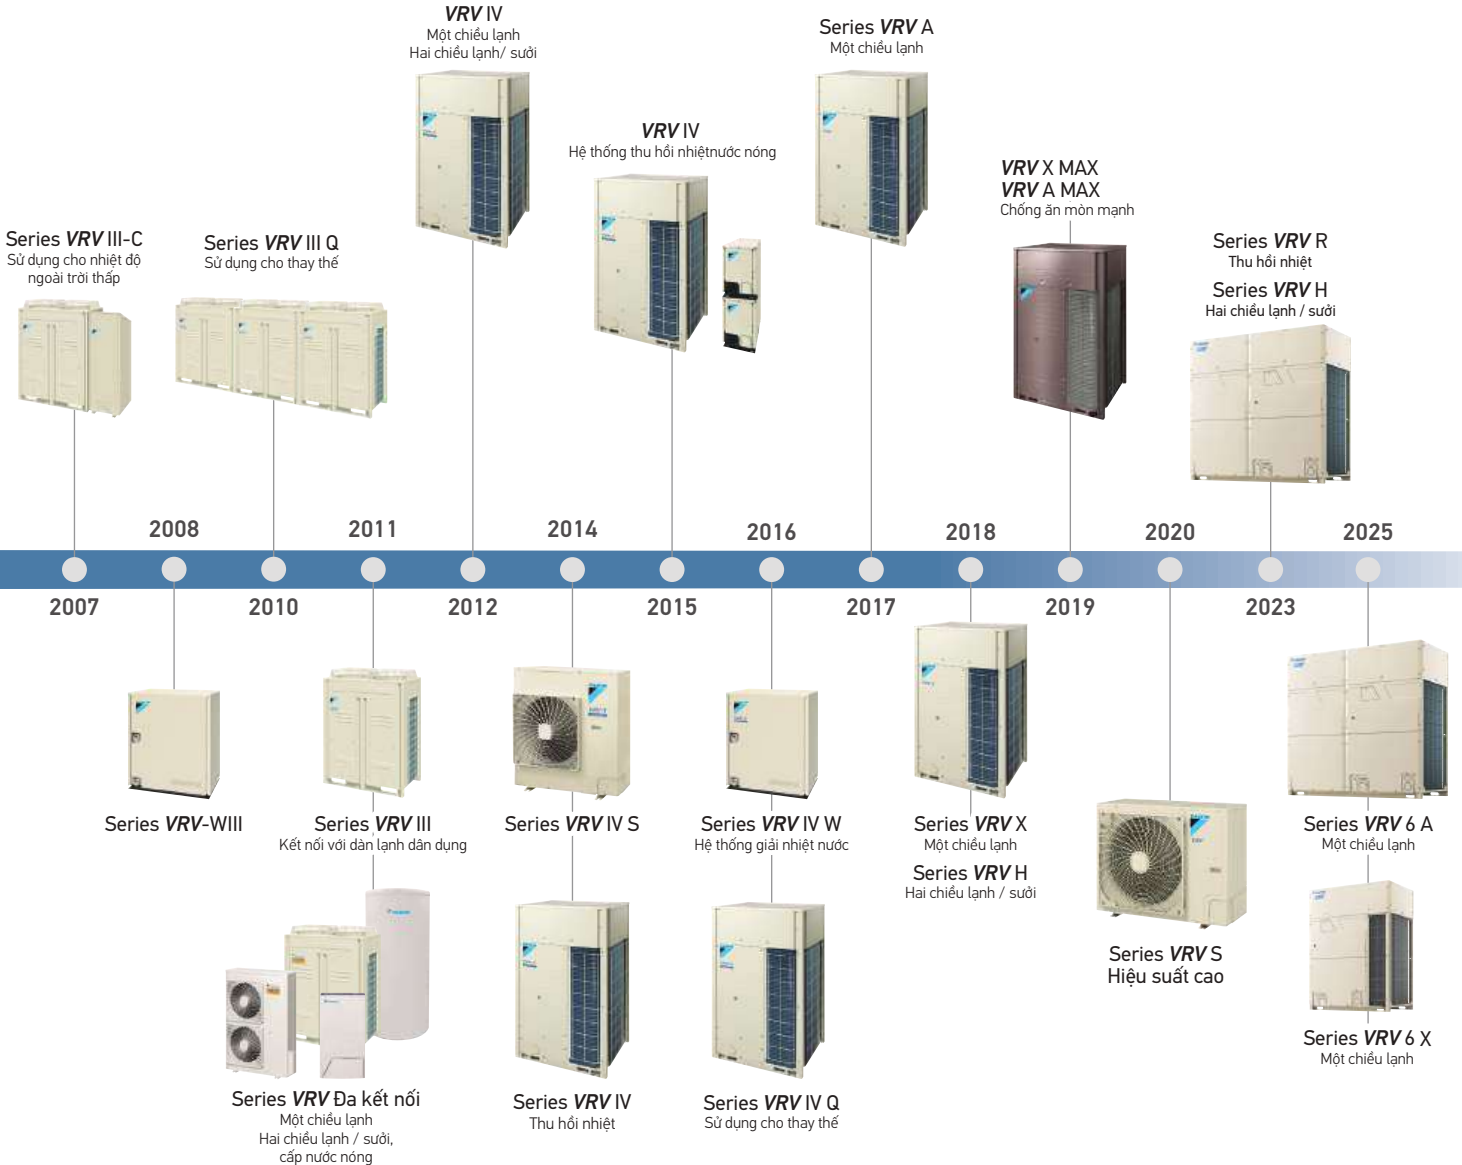 VRV IV
Một chiều lạnh
Hai chiều lạnh/ sưởi
Series VRV A
Một chiều lạnh
VRV IV
Hệ thống thu hồi nhiệtnước nóng
VRV X MAX
VRV A MAX
Chống ăn mòn mạnh
Series VRV III-C
Sử dụng cho nhiệt độ
ngoài trời thấp
Series VRV III Q
Sử dụng cho thay thế
Series VRV R
Thu hồi nhiệt
Series VRV H
Hai chiều lạnh / sưởi
2008
2011
2014
2016
2018
2020
2025
2007
2010
2012
2015
2017
2019
2023
Series VRV-WIII
Series VRV III
Kết nối với dàn lạnh dân dụng
Series VRV IV S
Series VRV IV W
Hệ thống giải nhiệt nước
Series VRV X
Một chiều lạnh
Series VRV H
Hai chiều lạnh / sưởi
Series VRV 6 A
Một chiều lạnh
Series VRV S
Hiệu suất cao
Series VRV 6 X
Một chiều lạnh
Series VRV Đa kết nối
Một chiều lạnh
Hai chiều lạnh / sưởi,
cấp nước nóng
Series VRV IV
Thu hồi nhiệt
Series VRV IV Q
Sử dụng cho thay thế